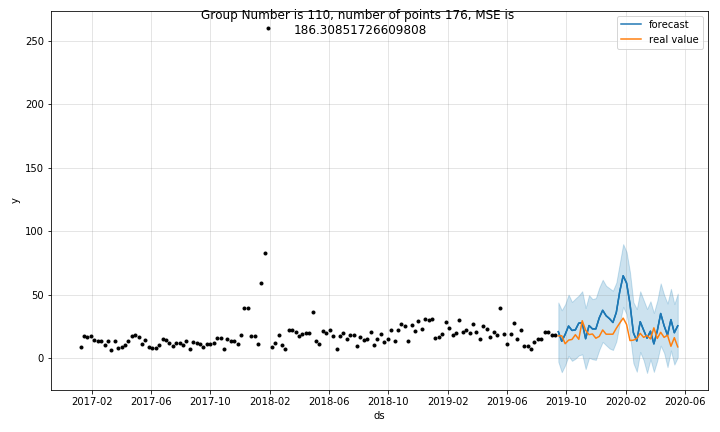 Group Number is 110, number of points 176, MSE is
186.30851726609808
forecast
real value
250
200
150
100
50
0
y
2017-02 2017-06 2017-10 2018-02 2018-06 2018-10 2019-02 2019-06 2019-10 2020-02 2020-06
ds